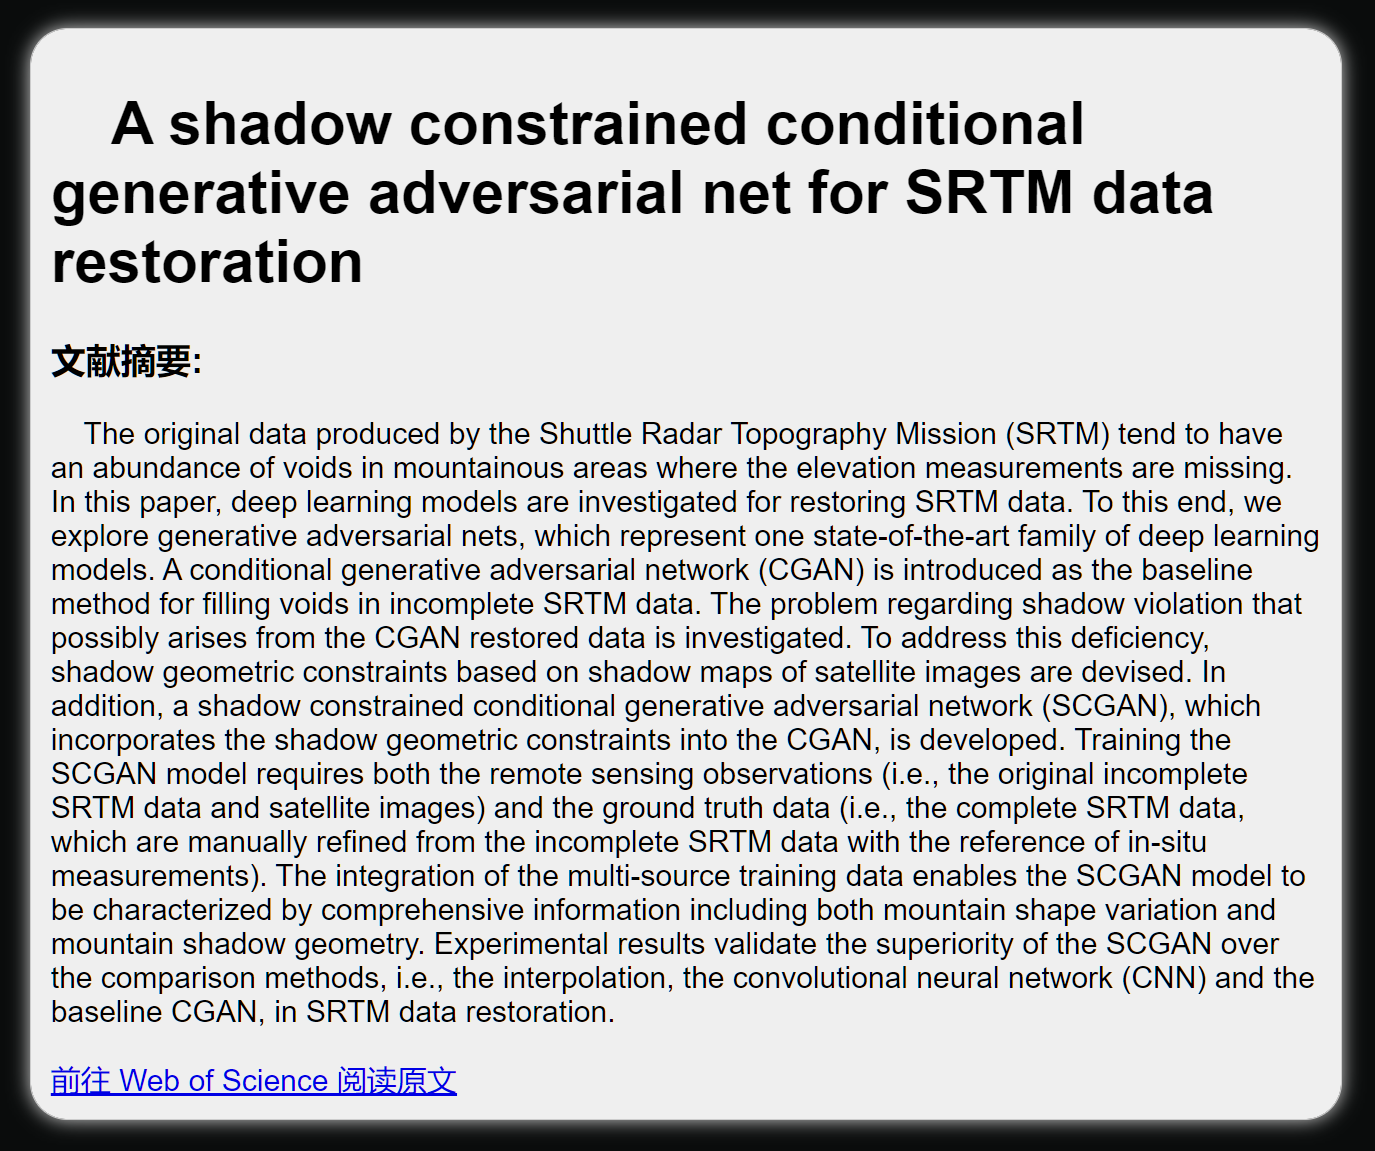 A shadow constrained conditional
generative adversarial net for SRTM data
restoration
文献摘要:
The original data produced by the Shuttle Radar Topography Mission (SRTM) tend to have
an abundance of voids in mountainous areas where the elevation measurements are missing.
In this paper, deep learning models are investigated for restoring SRTM data. To this end, we
explore generative adversarial nets, which represent one state-of-the-art family of deep learning
models. A conditional generative adversarial network (CGAN) is introduced as the baseline
method for filling voids in incomplete SRTM data. The problem regarding shadow violation that
possibly arises from the CGAN restored data is investigated. To address this deficiency,
shadow geometric constraints based on shadow maps of satellite images are devised. In
addition, a shadow constrained conditional generative adversarial network (SCGAN), which
incorporates the shadow geometric constraints into the CGAN, is developed. Training the
SCGAN model requires both the remote sensing observations (i.e., the original incomplete
SRTM data and satellite images) and the ground truth data (i.e., the complete SRTM data,
which are manually refined from the incomplete SRTM data with the reference of in-situ
measurements). The integration of the multi-source training data enables the SCGAN model to
be characterized by comprehensive information including both mountain shape variation and
mountain shadow geometry. Experimental results validate the superiority of the SCGAN over
the comparison methods, i.e., the interpolation, the convolutional neural network (CNN) and the
baseline CGAN, in SRTM data restoration.
前往 Web of Science 阅读原文